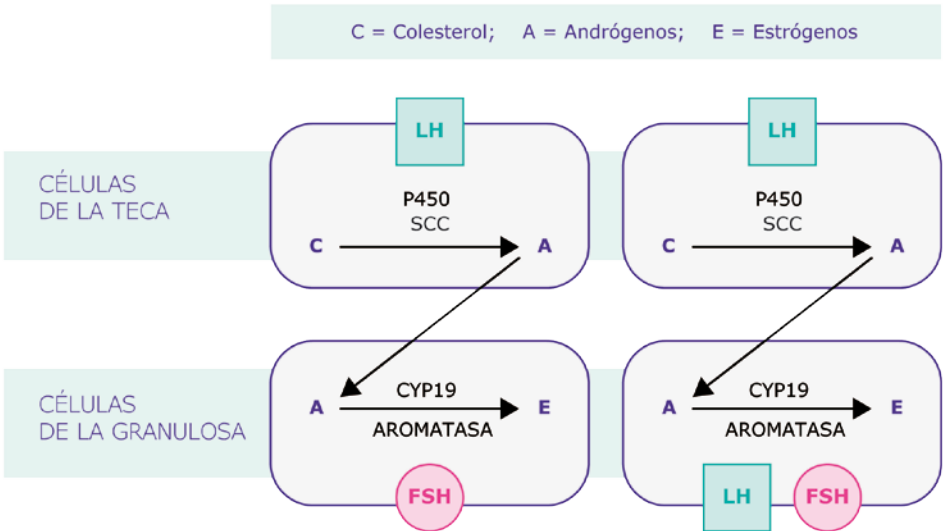 C = Colesterol; A = Andrógenos; E = Estrógenos
LH
LH
CÉLULAS
DE LA TECA
P450
SCC
C
A
P450
SCC
C
A
CÉLULAS
DE LA GRANULOSA
CYP19
A
E
AROMATASA
FSH
CYP19
A
E
AROMATASA
LH
FSH